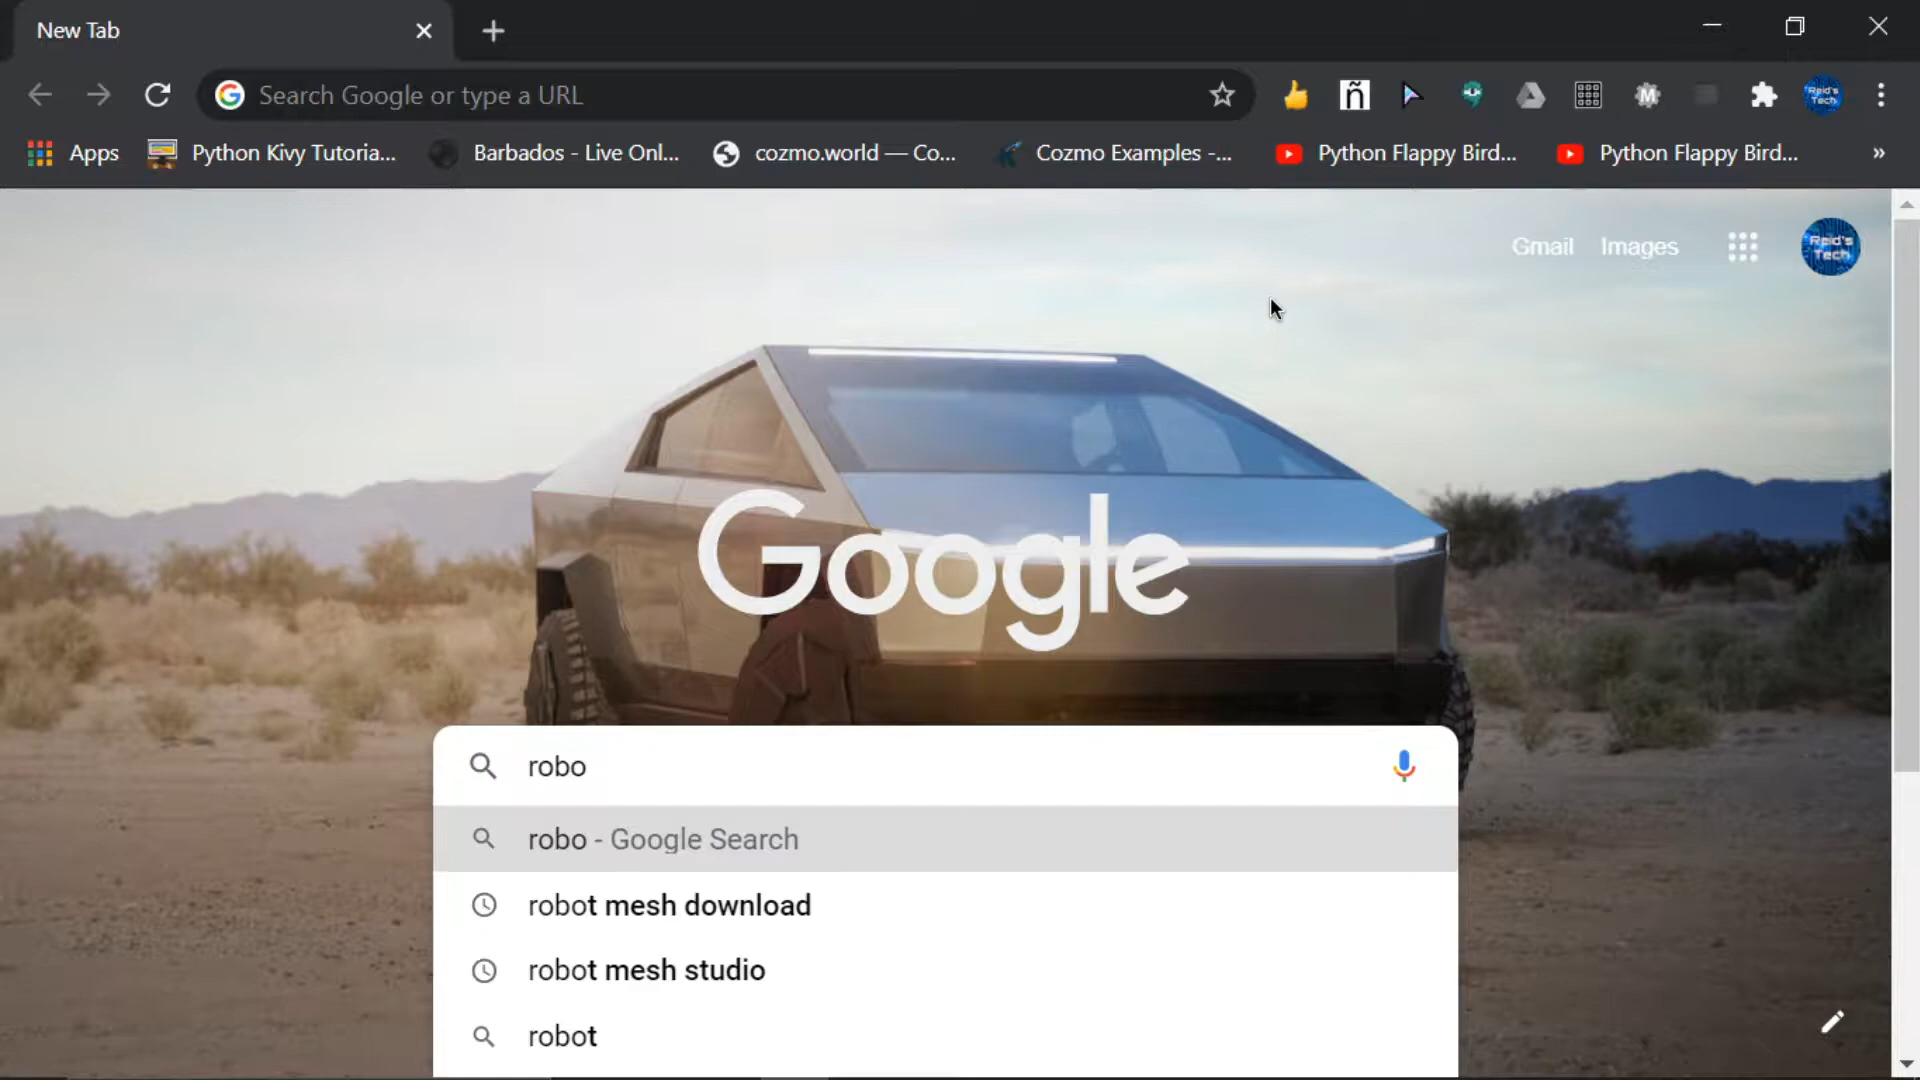 New Tab
Search Google or type a URL
Apps
Python Kivy Tutoria...
Barbados - Live Onl...
cozmo.world — Co...
Cozmo Examples -...
Python Flappy Bird...
Python Flappy Bird...
»
Gmail
Images
Reid's
Tech
Google
robo
robo - Google Search
robot mesh download
robot mesh studio
robot